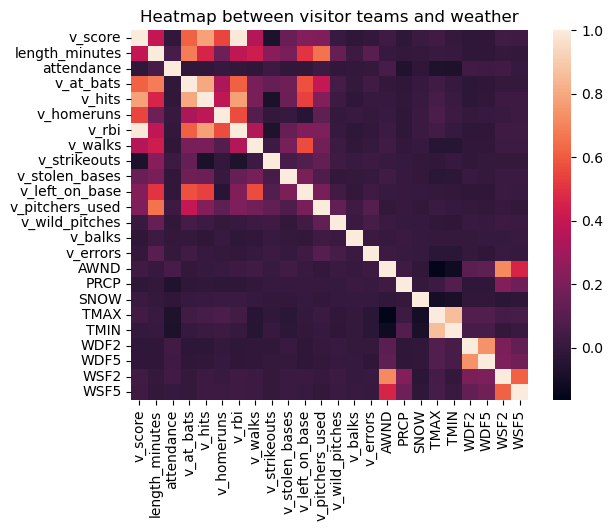 Heatmap between visitor teams and weather
v_score
length_minutes
attendance
v_at_bats
v_hits
v_homeruns
v_rbi
v_walks
v_strikeouts
v_stolen_bases
v_left_on_base
v_pitchers_used
v_wild_pitches
v_balks
v_errors
AWND
PRCP
SNOW
TMAX
TMIN
WDF2
WDF5
WSF2
WSF5
v_score
length_minutes
attendance
v_at_bats
v_hits
v_homeruns
v_rbi
v_walks
v_strikeouts
v_stolen_bases
v_left_on_base
v_pitchers_used
v_wild_pitches
v_balks
v_errors
AWND
PRCP
SNOW
TMAX
TMIN
WDF2
WDF5
WSF2
WSF5
1.0
0.8
0.6
0.4
0.2
0.0